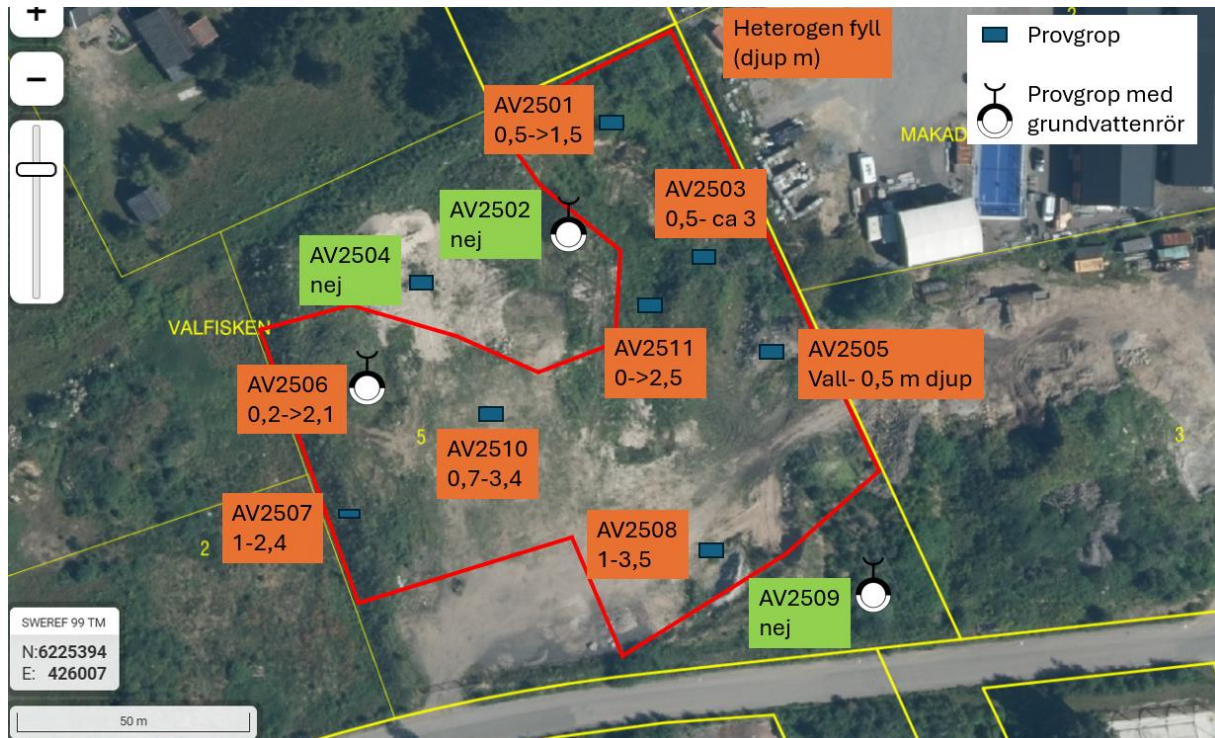 +
−
Heterogen fyll
(djup m)
Provgrop
Provgrop med
grundvattenrör
2
MAKAD
AV2501
0,5->1,5
AV2502
nej
AV2503
0,5- ca 3
AV2504
nej
VALFISKEN
AV2511
0->2,5
AV2505
Vall- 0,5 m djup
AV2506
0,2->2,1
5
AV2510
0,7-3,4
3
AV2507
1-2,4
2
AV2508
1-3,5
AV2509
nej
SWEREF 99 TM
N:6225394
E: 426007
50 m